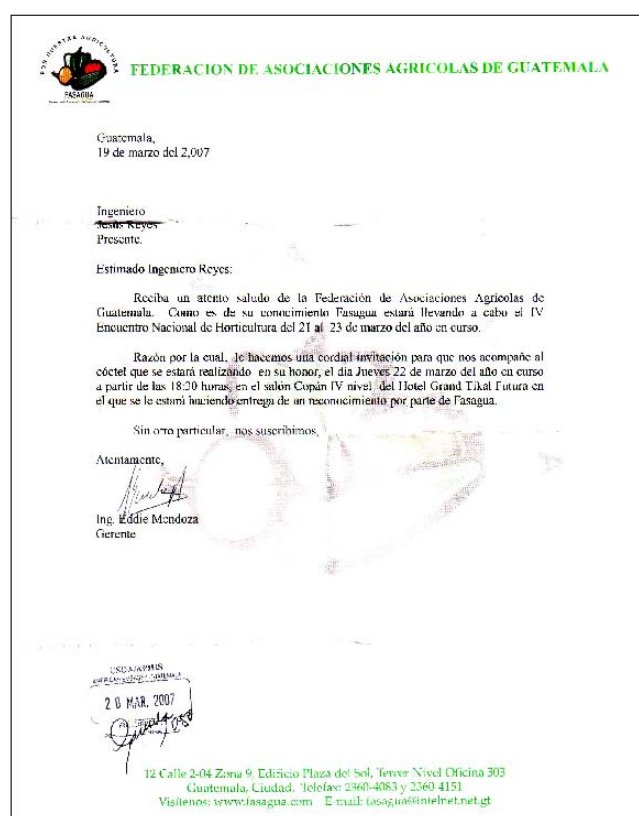 POR NUESTRA AGRICULTURA
FASAGUA
FEDERACION DE ASOCIACIONES AGRICOLAS DE GUATEMALA
Guatemala,
19 de marzo del 2,007
Ingeniero
Jesús Reyes
Presente.
Estimado Ingeniero Reyes:
Reciba un atento saludo de la Federación de Asociaciones Agrícolas de
Guatemala. Como es de su conocimiento Fasagua estará llevando a cabo el IV
Encuentro Nacional de Horticultura del 21 al 23 de marzo del año en curso.
Razón por la cual, le hacemos una cordial invitación para que nos acompañe al
cóctel que se estará realizando en su honor, el día Jueves 22 de marzo del año en curso
a partir de las 18:30 horas, en el salón Copán IV nivel del Hotel Grand Tikal Futura en
el que se le estará haciendo entrega de un reconocimiento por parte de Fasagua.
Sin otro particular, nos suscribimos,
Atentamente,
Ing. Eddie Mendoza
Gerente
USDA/APHIS
20 MAR. 2007
12 Calle 2-04 Zona 9, Edificio Plaza del Sol, Tercer Nivel Oficina 303
Guatemala, Ciudad. Telefax: 2360-4083 y 2360-4151
Visítenos: www.fasagua.com E-mail: fasagua@intelnet.net.gt